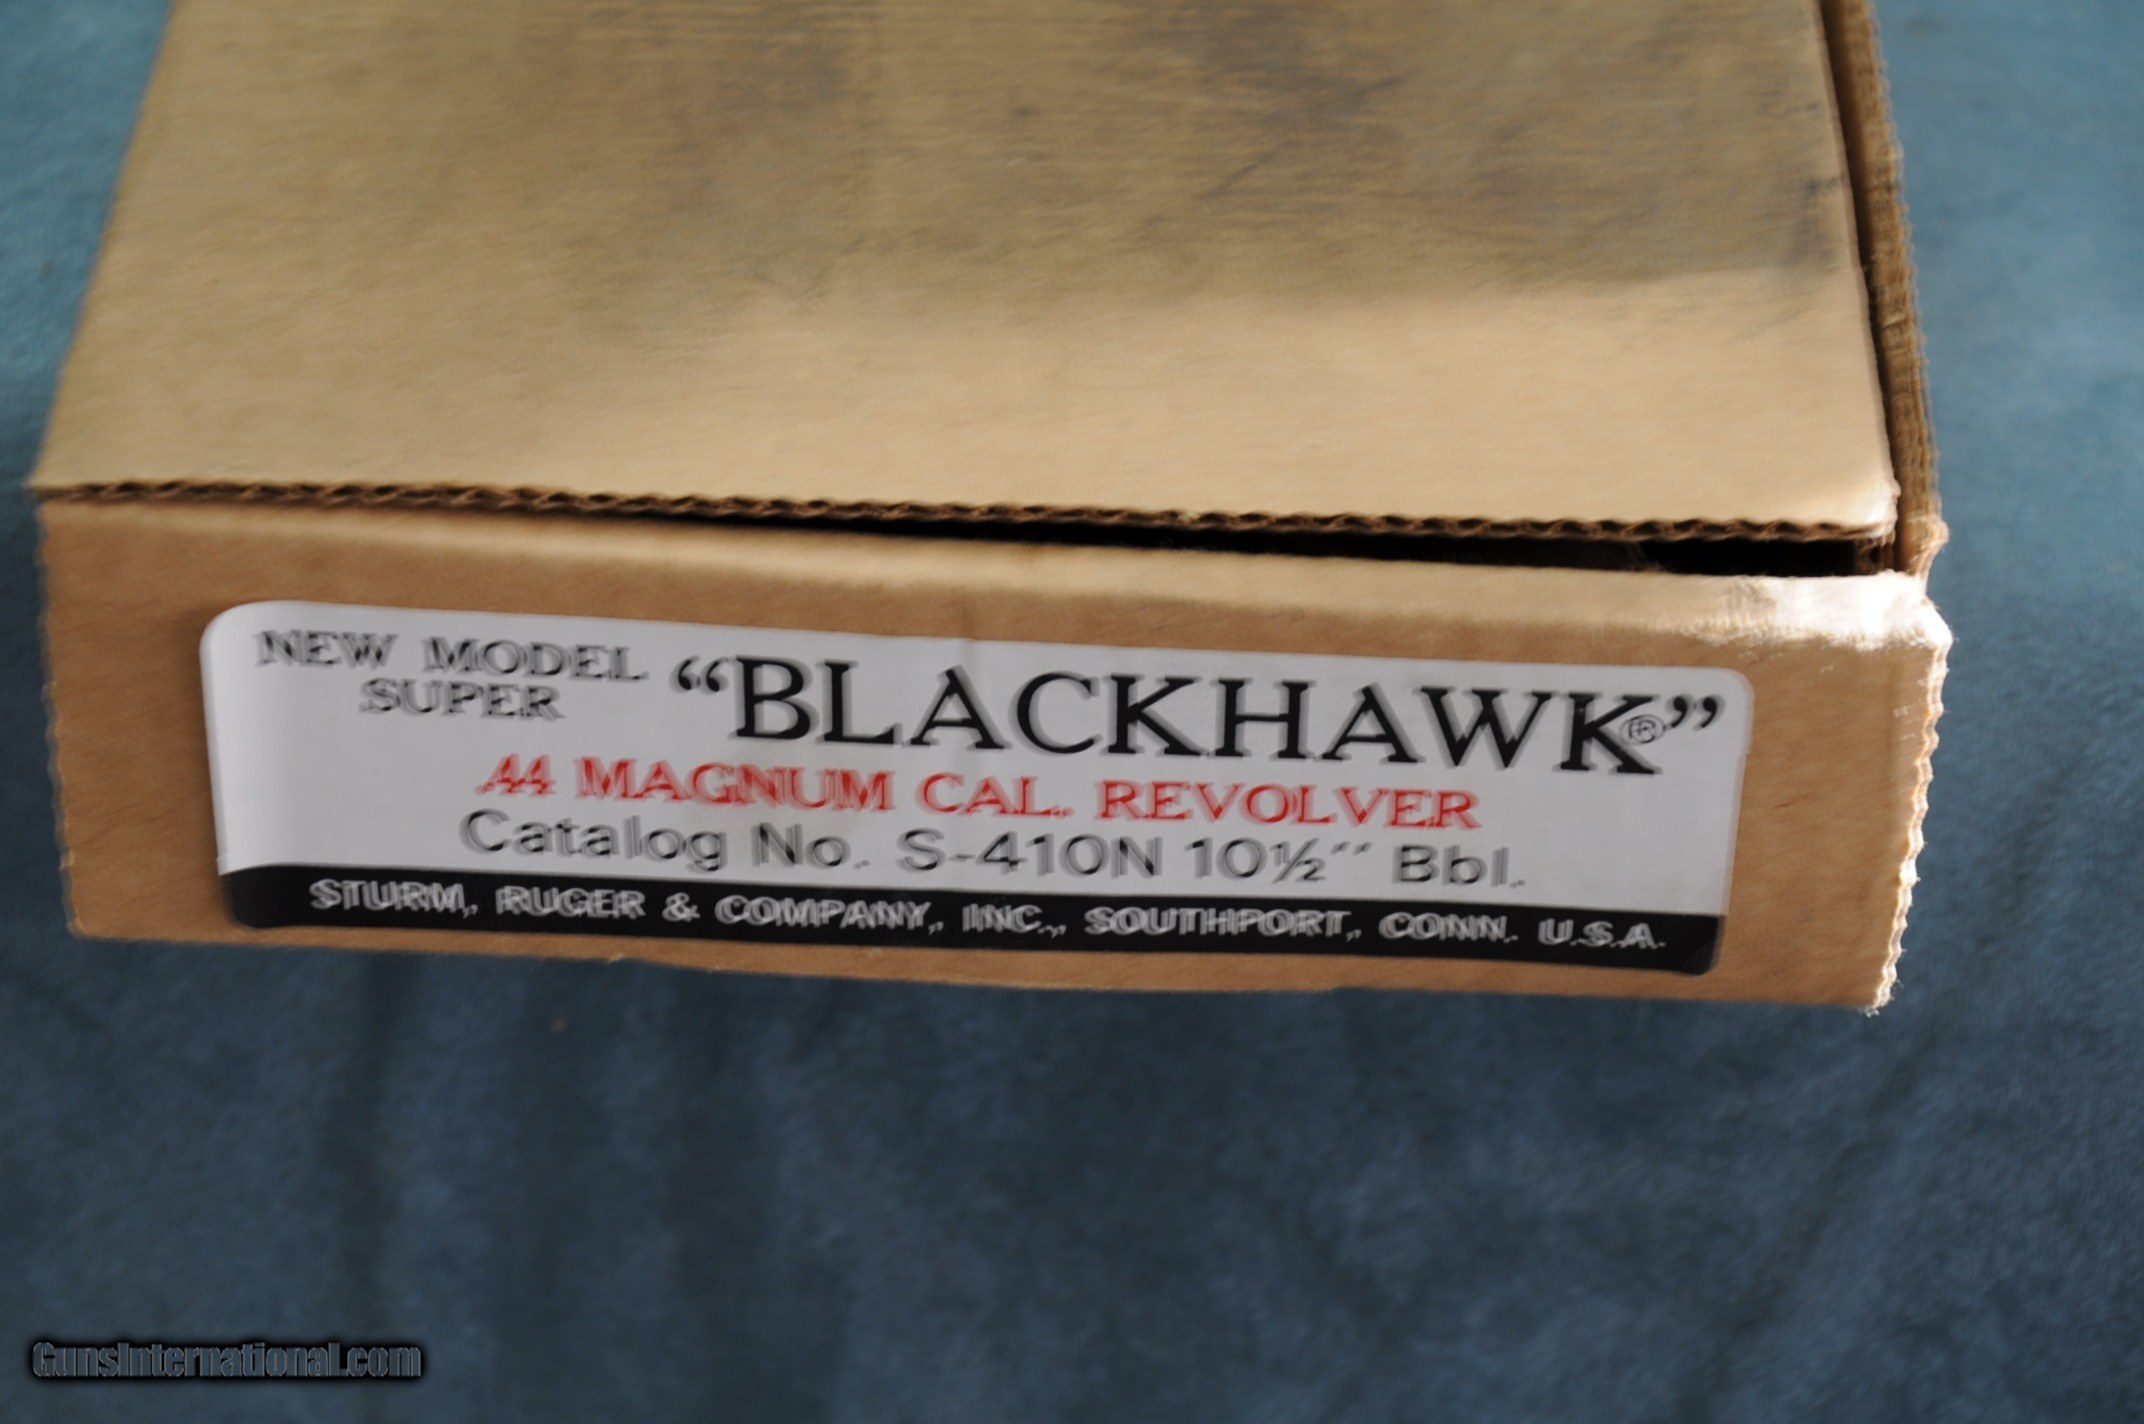 NEW MODEL
SUPER
“BLACKHAWK®”
.44 MAGNUM CAL. REVOLVER
Catalog No. S-410N 10½″ Bbl.
STURM, RUGER & COMPANY, INC., SOUTHPORT, CONN. U.S.A.
GunsInternational.com